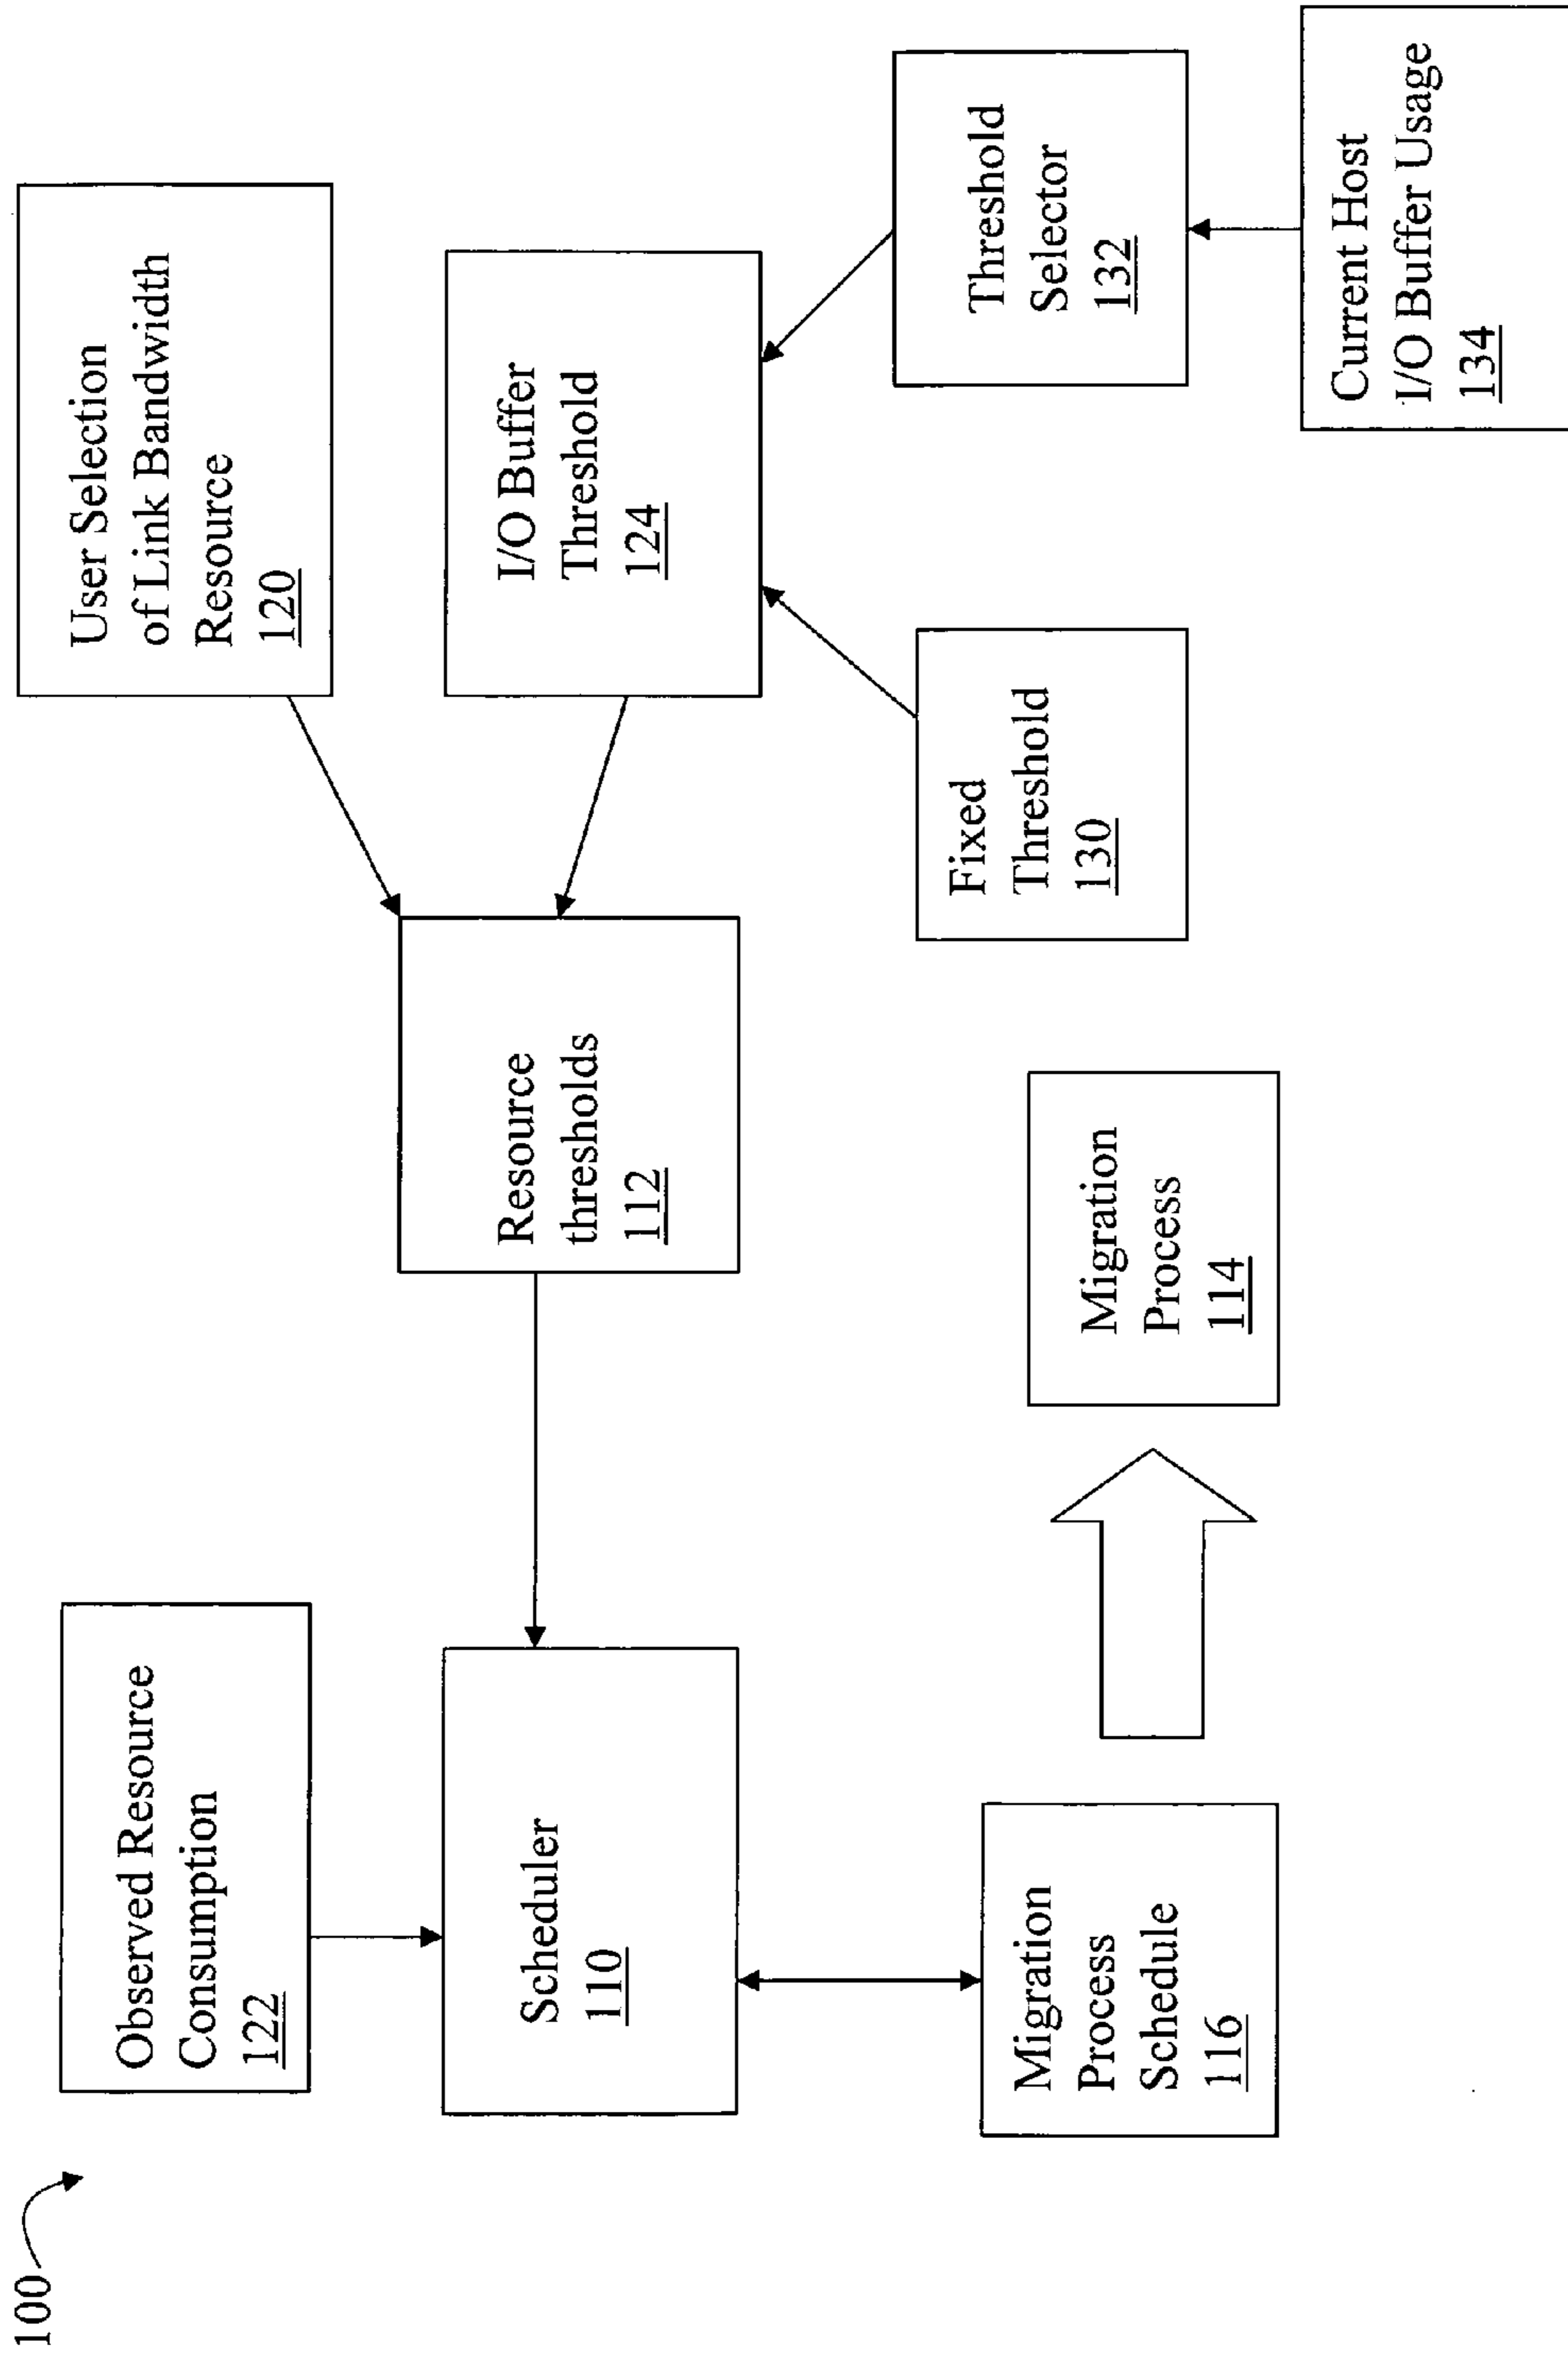 100
Observed Resource
Consumption
122
User Selection
of Link Bandwidth
Resource
120
Scheduler
110
Resource
thresholds
112
I/O Buffer
Threshold
124
Migration
Process
Schedule
116
Migration
Process
114
Fixed
Threshold
130
Threshold
Selector
132
Current Host
I/O Buffer Usage
134